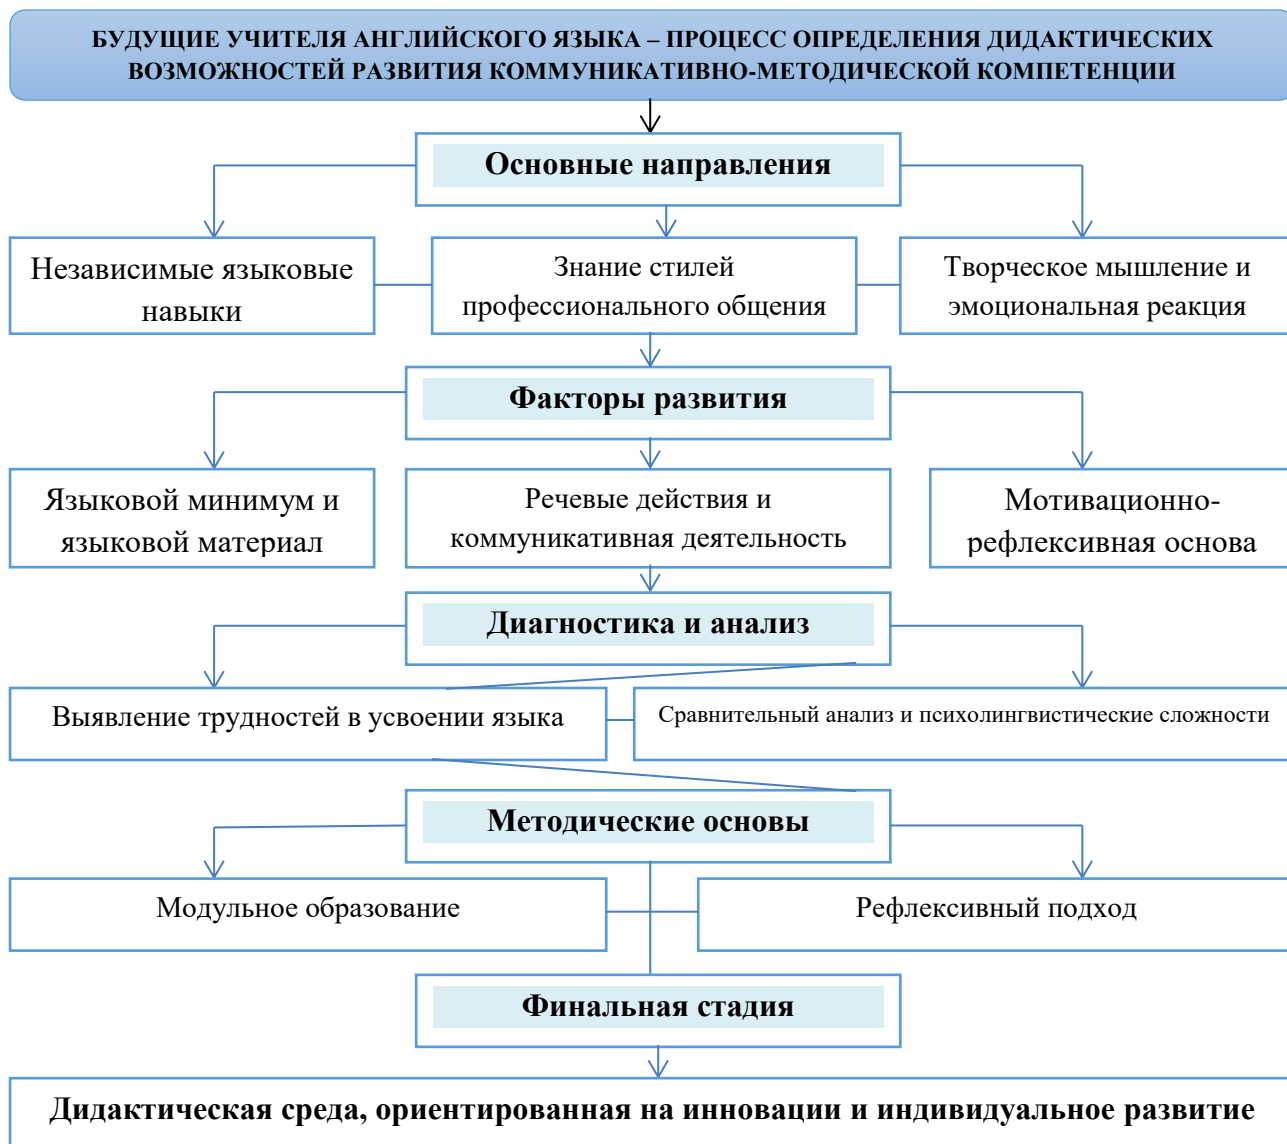 БУДУЩИЕ УЧИТЕЛЯ АНГЛИЙСКОГО ЯЗЫКА – ПРОЦЕСС ОПРЕДЕЛЕНИЯ ДИДАКТИЧЕСКИХ
ВОЗМОЖНОСТЕЙ РАЗВИТИЯ КОММУНИКАТИВНО-МЕТОДИЧЕСКОЙ КОМПЕТЕНЦИИ
Основные направления
Независимые языковые
навыки
Знание стилей
профессионального общения
Творческое мышление и
эмоциональная реакция
Факторы развития
Языковой минимум и
языковой материал
Речевые действия и
коммуникативная деятельность
Мотивационно-
рефлексивная основа
Диагностика и анализ
Выявление трудностей в усвоении языка
Сравнительный анализ и психолингвистические сложности
Методические основы
Модульное образование
Рефлексивный подход
Финальная стадия
Дидактическая среда, ориентированная на инновации и индивидуальное развитие